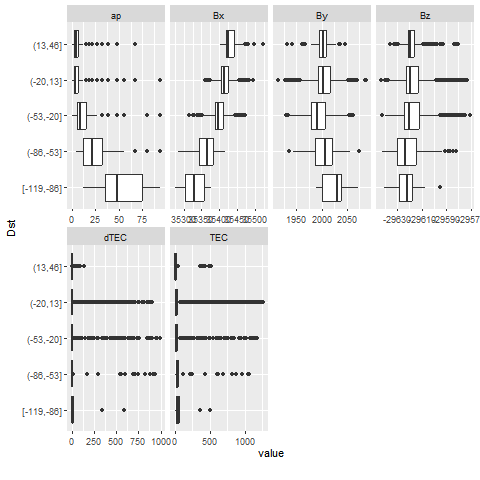 ap Bx By Bz
(13,46]
(-20,13]
(-53,-20]
(-86,-53]
[-119,-86]
0 25 50 75 1950 2000 2050
dTEC TEC
(13,46]
(-20,13]
(-53,-20]
(-86,-53]
[-119,-86]
0 250 500 750 1000 0 500 1000
value
Dst